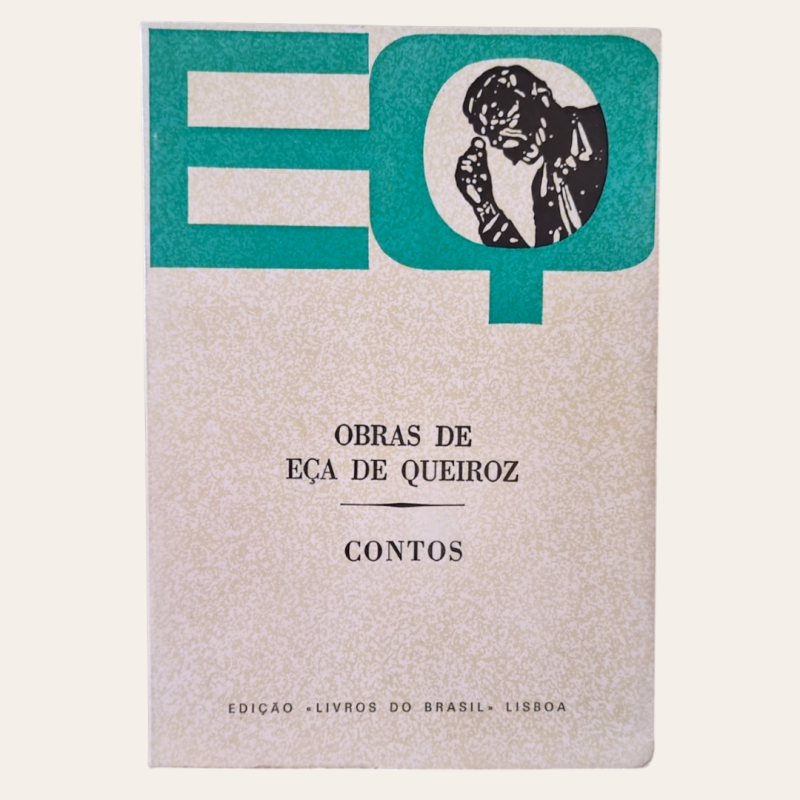 EQ
OBRAS DE
EÇA DE QUEIROZ
CONTOS
EDIÇÃO «LIVROS DO BRASIL» LISBOA